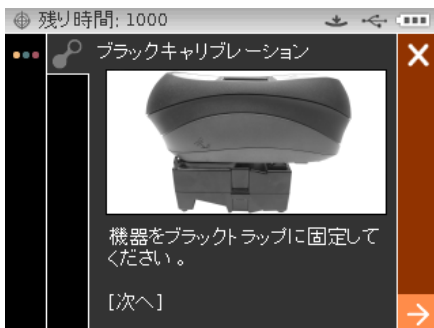 残り時間: 1000
ブラックキャリブレーション
機器をブラックトラップに固定して
ください。
[次へ]